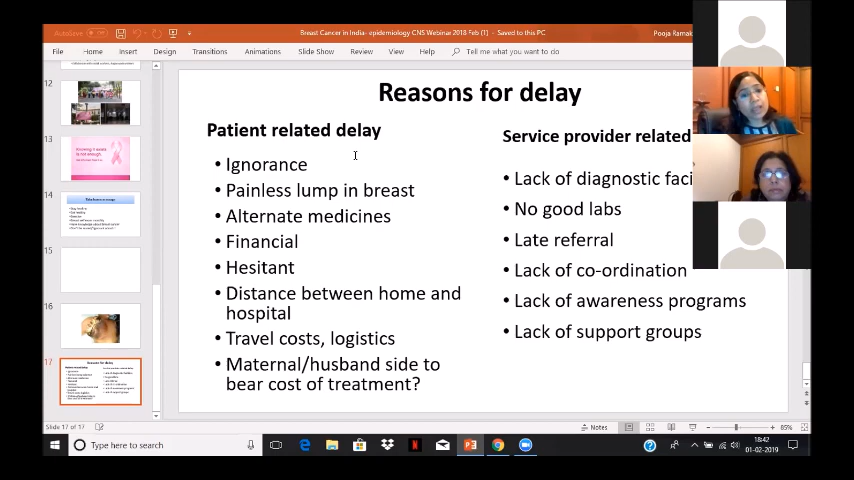 AutoSave
Breast Cancer in India- epidemiology CNS Webinar 2018 Feb (1) - Saved to this PC
Pooja Ramak
File Home Insert Design Transitions Animations Slide Show Review View Help Tell me what you want to do
12
13
14
15
16
17
Reasons for delay
Patient related delay
• Ignorance
• Painless lump in breast
• Alternate medicines
• Financial
• Hesitant
• Distance between home and
hospital
• Travel costs, logistics
• Maternal/husband side to
bear cost of treatment?
Service provider related
• Lack of diagnostic faci
• No good labs
• Late referral
• Lack of co-ordination
• Lack of awareness programs
• Lack of support groups
Slide 17 of 17
Notes
85%
Type here to search
18:42
01-02-2019